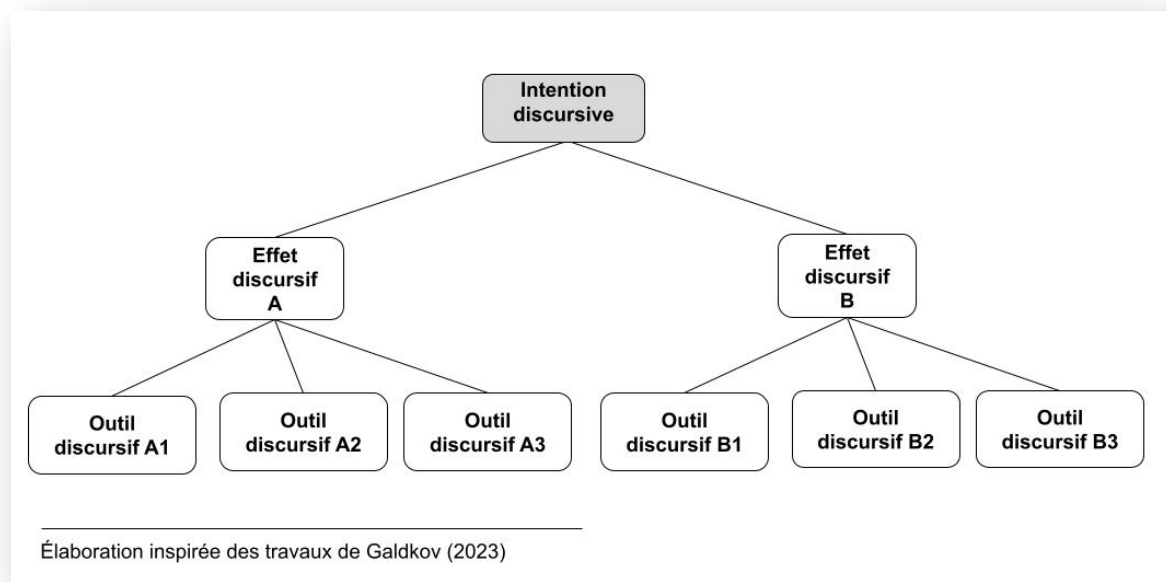 Intention
discursive
Effet
discursif
A
Effet
discursif
B
Outil
discursif A1
Outil
discursif A2
Outil
discursif A3
Outil
discursif B1
Outil
discursif B2
Outil
discursif B3
Élaboration inspirée des travaux de Galdkov (2023)